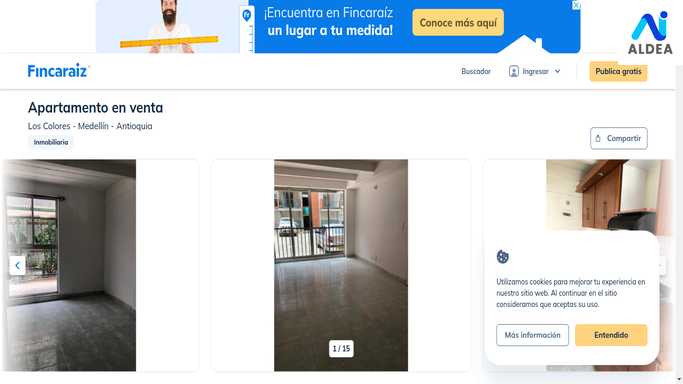 ¡Encuentra en Fincaraíz
un lugar a tu medida!
Conoce más aquí
Fr
ALDEA
Fincaraiz
Buscador
Ingresar
Publica gratis
Apartamento en venta
Los Colores - Medellín - Antioquia
Inmobiliaria
Compartir
1 / 15
Utilizamos cookies para mejorar tu experiencia en
nuestro sitio web. Al continuar en el sitio
consideramos que aceptas su uso.
Más información
Entendido